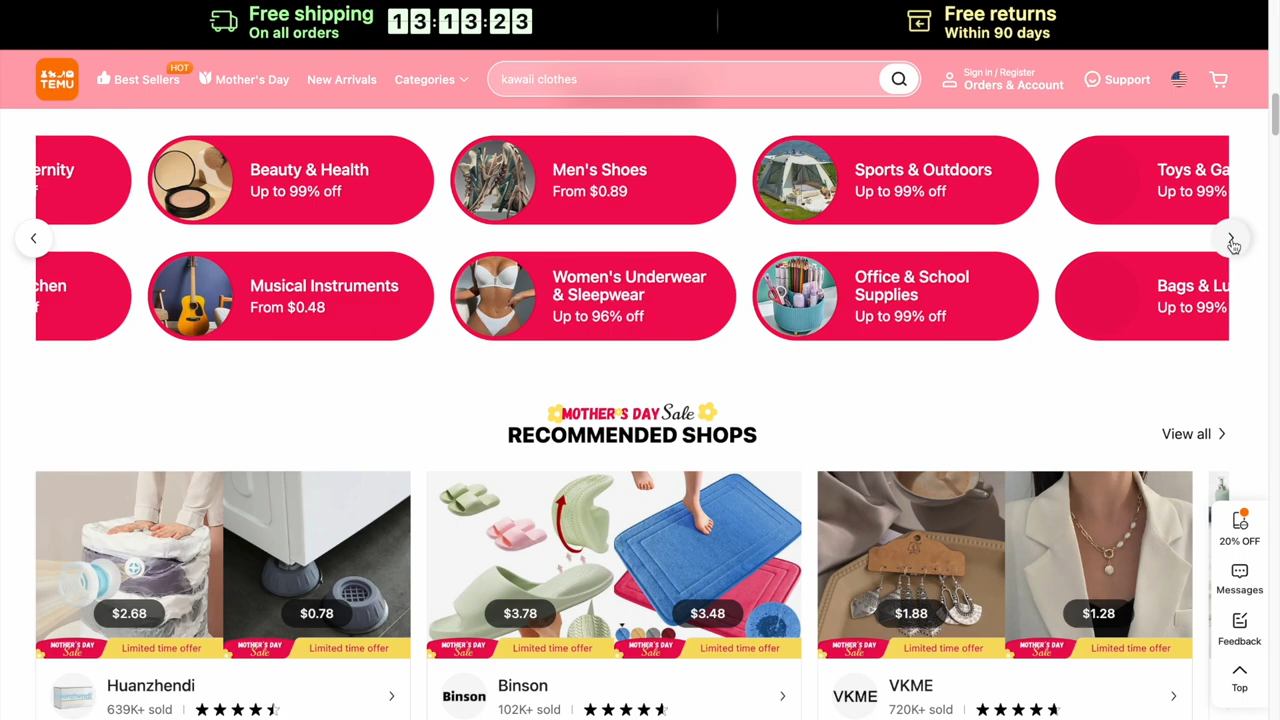 Free shipping
On all orders
13:13:23
Free returns
Within 90 days
TEMU
Best Sellers
HOT
Mother's Day
New Arrivals
Categories
kawaii clothes
Sign in / Register
Orders & Account
Support
ernity
Beauty & Health
Up to 99% off
Men's Shoes
From $0.89
Sports & Outdoors
Up to 99% off
Toys & Ga
Up to 99%
chen
Musical Instruments
From $0.48
Women's Underwear
& Sleepwear
Up to 96% off
Office & School
Supplies
Up to 99% off
Bags & Lu
Up to 99%
MOTHER'S DAY Sale
RECOMMENDED SHOPS
View all
$2.68
$0.78
$3.78
$3.48
$1.88
$1.28
MOTHER'S DAY Sale Limited time offer
MOTHER'S DAY Sale Limited time offer
MOTHER'S DAY Sale Limited time offer
MOTHER'S DAY Sale Limited time offer
MOTHER'S DAY Sale Limited time offer
MOTHER'S DAY Sale Limited time offer
Huanzhendi
639K+ sold
Binson
Binson
102K+ sold
VKME
VKME
720K+ sold
20% OFF
Messages
Feedback
Top